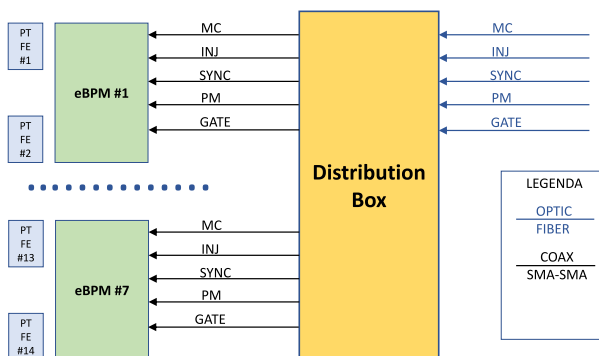 PT
FE
#1
PT
FE
#2
eBPM #1
MC
INJ
SYNC
PM
GATE
Distribution
Box
MC
INJ
SYNC
PM
GATE
PT
FE
#13
PT
FE
#14
eBPM #7
MC
INJ
SYNC
PM
GATE
LEGENDA
OPTIC
FIBER
COAX
SMA-SMA